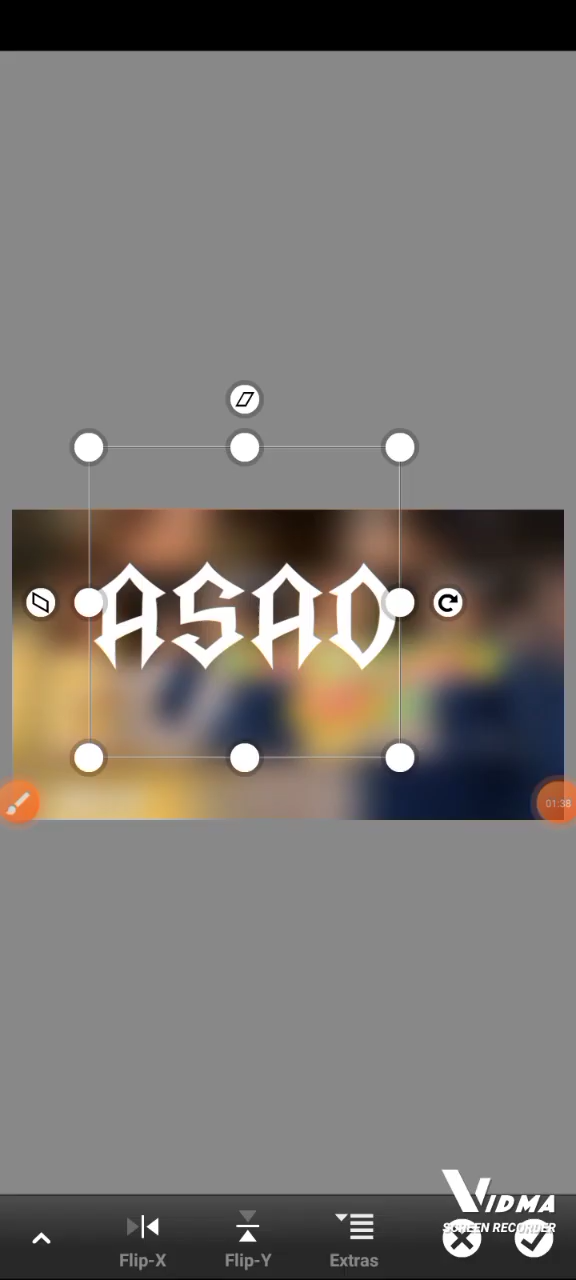 ASAD
01:38
VIDMA
SCREEN RECORDER
Flip-X
Flip-Y
Extras